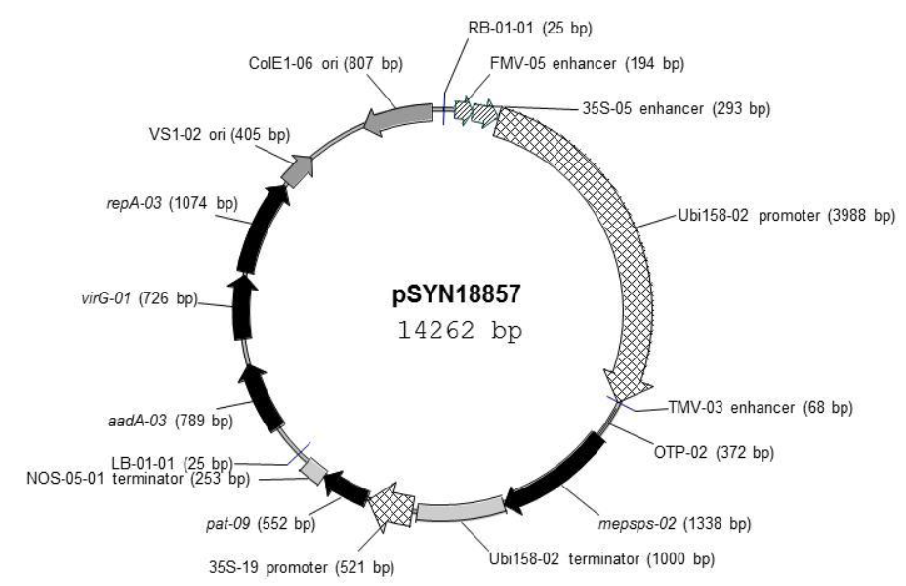 RB-01-01 (25 bp)
FMV-05 enhancer (194 bp)
35S-05 enhancer (293 bp)
Ubi158-02 promoter (3988 bp)
TMV-03 enhancer (68 bp)
OTP-02 (372 bp)
mepsps-02 (1338 bp)
Ubi158-02 terminator (1000 bp)
35S-19 promoter (521 bp)
pat-09 (552 bp)
NOS-05-01 terminator (253 bp)
LB-01-01 (25 bp)
aadA-03 (789 bp)
virG-01 (726 bp)
repA-03 (1074 bp)
VS1-02 ori (405 bp)
ColE1-06 ori (807 bp)
pSYN18857
14262 bp